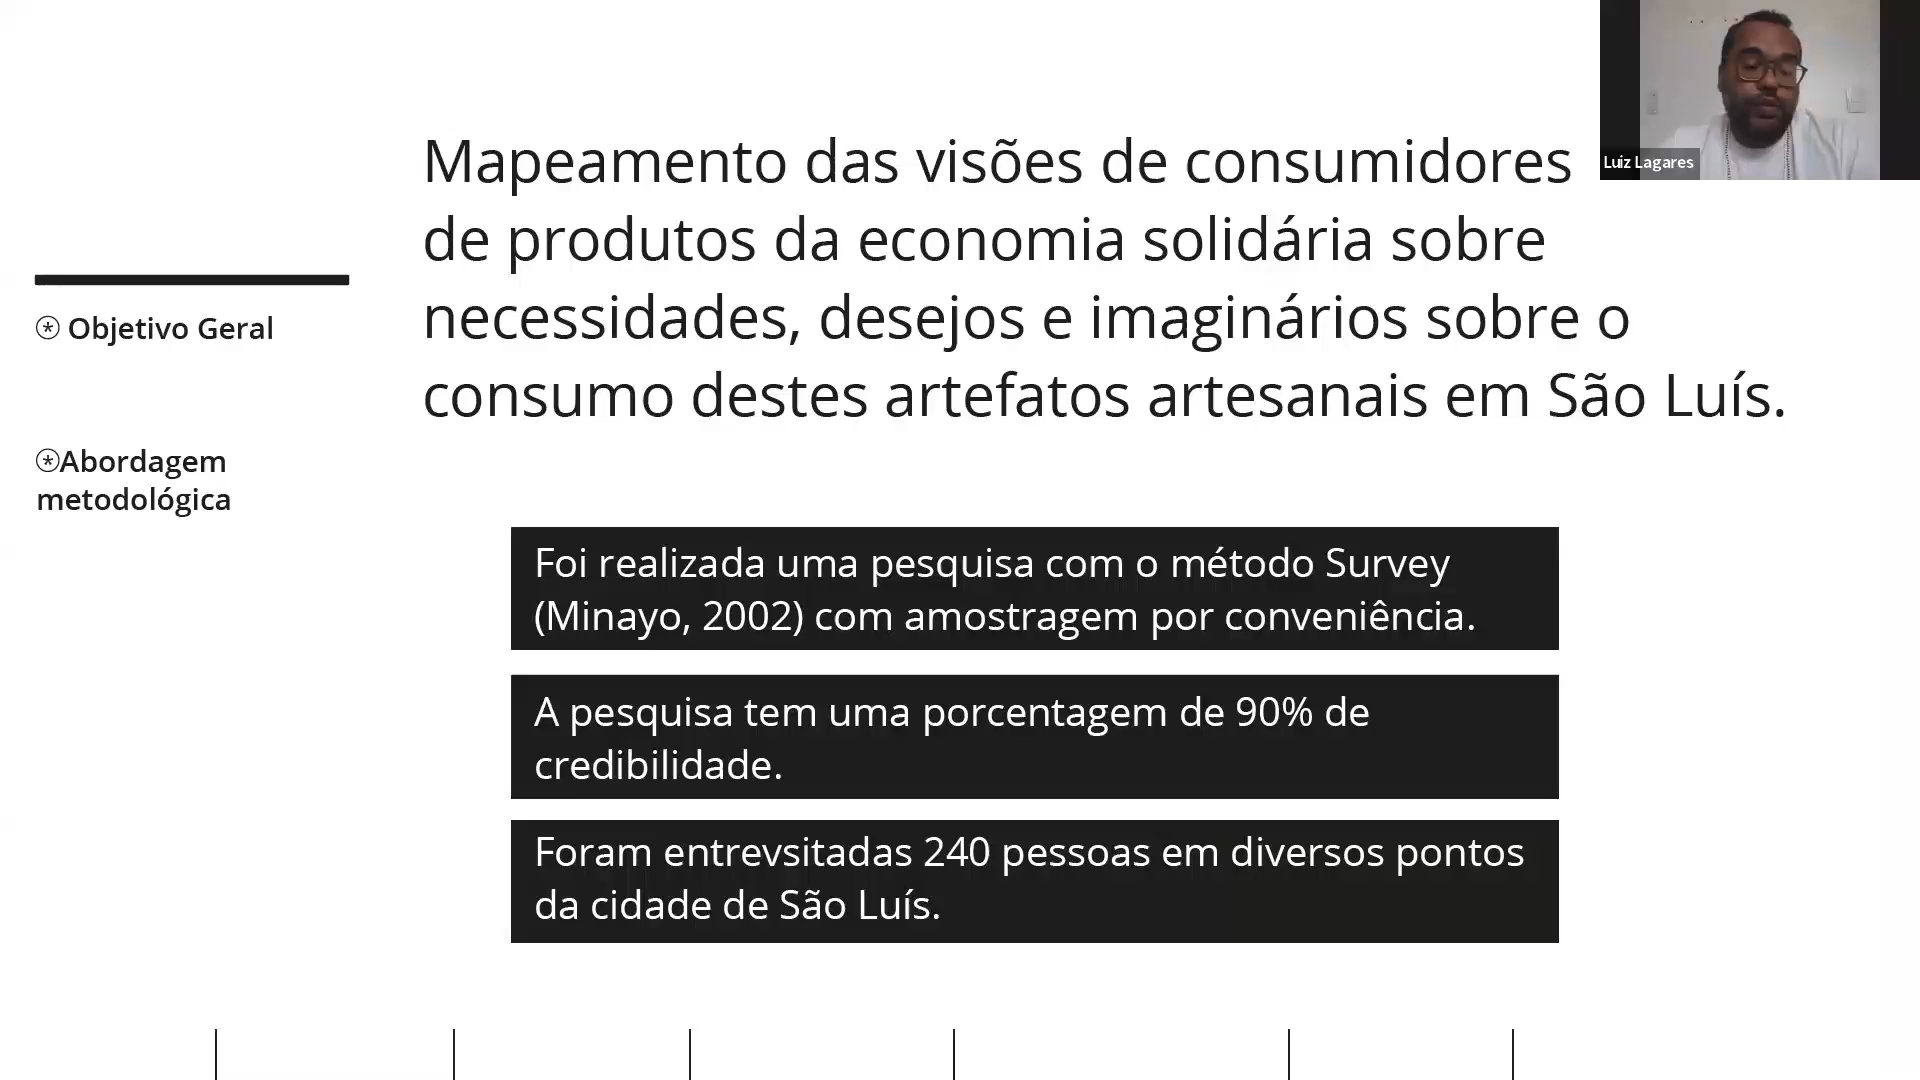 Luiz Lagares
Mapeamento das visões de consumidores
de produtos da economia solidária sobre
necessidades, desejos e imaginários sobre o
consumo destes artefatos artesanais em São Luís.
⊛ Objetivo Geral
⊛Abordagem
metodológica
Foi realizada uma pesquisa com o método Survey
(Minayo, 2002) com amostragem por conveniência.
A pesquisa tem uma porcentagem de 90% de
credibilidade.
Foram entrevsitadas 240 pessoas em diversos pontos
da cidade de São Luís.